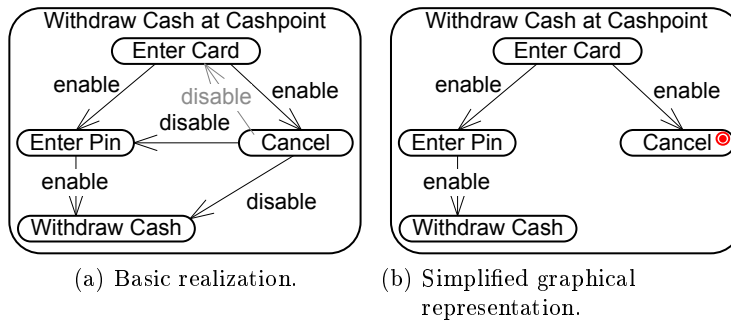 Withdraw Cash at Cashpoint
Enter Card
enable
disable
enable
disable
Enter Pin
Cancel
enable
disable
Withdraw Cash
(a) Basic realization.
Withdraw Cash at Cashpoint
Enter Card
enable
enable
Enter Pin
Cancel
enable
Withdraw Cash
(b) Simplified graphical
representation.